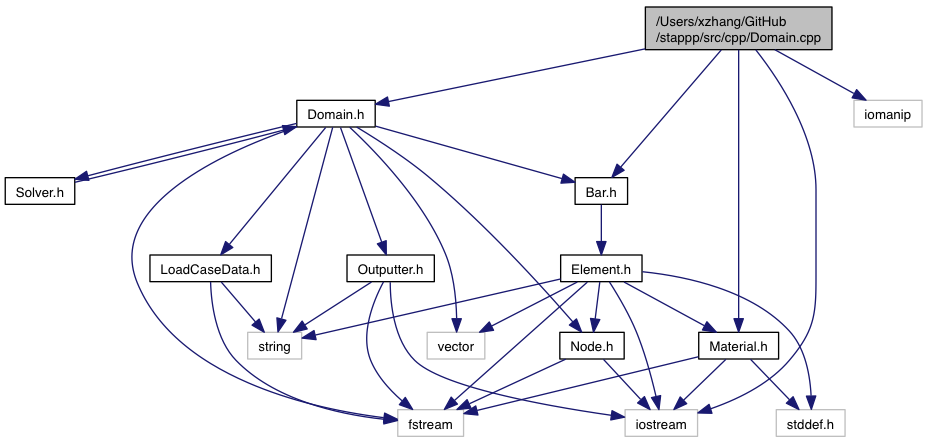 /Users/xzhang/GitHub
/stappp/src/cpp/Domain.cpp
Domain.h
iomanip
Solver.h
Bar.h
LoadCaseData.h
Outputter.h
Element.h
string
vector
Node.h
Material.h
fstream
iostream
stddef.h